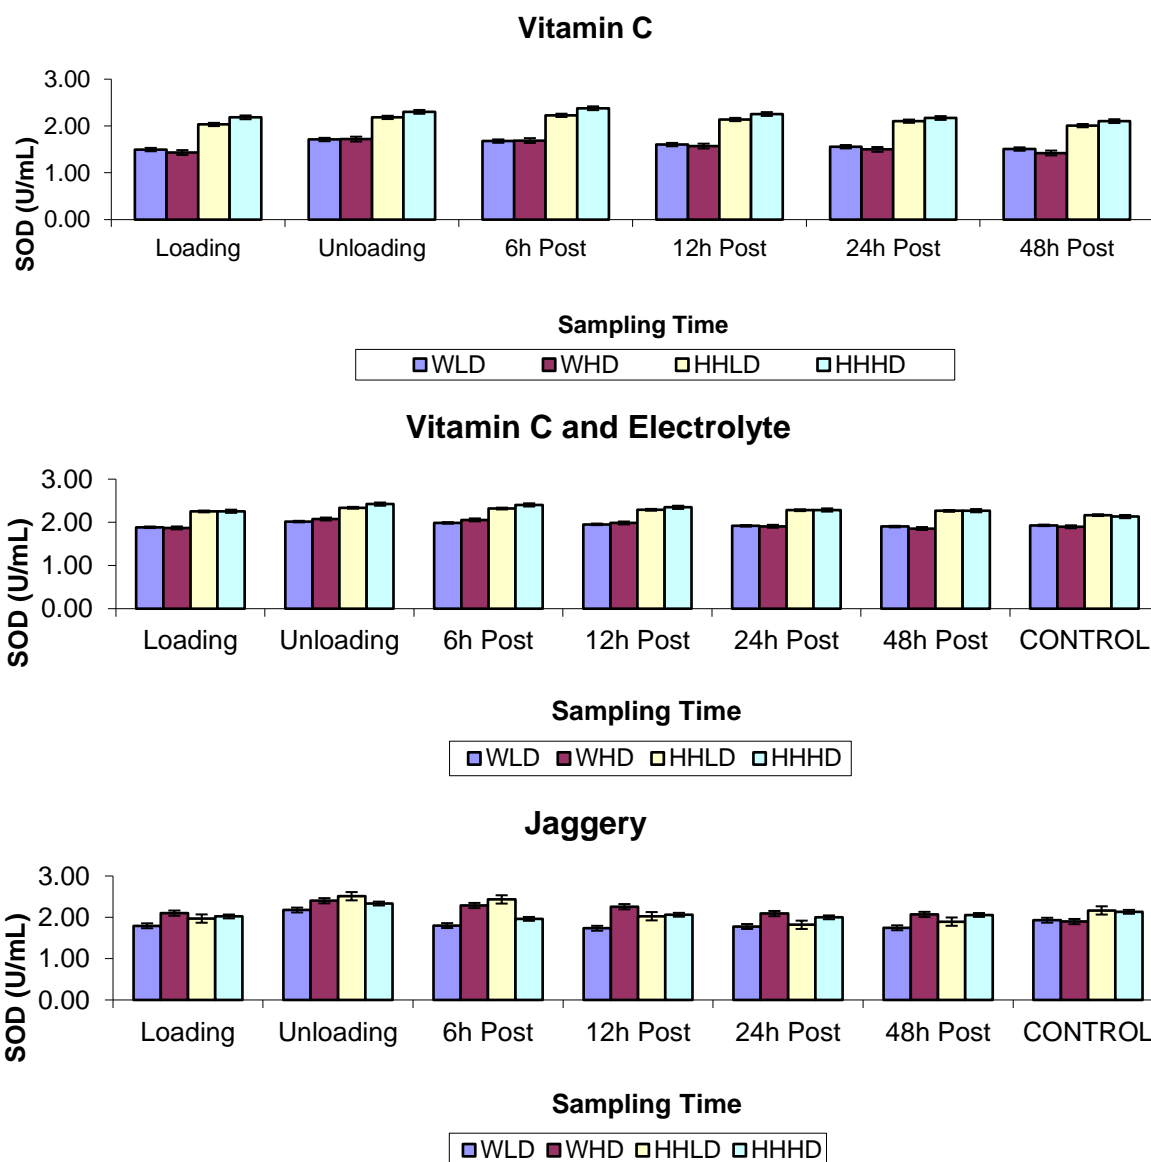 Vitamin C
3.00
2.00
1.00
0.00
SOD (U/mL)
Loading Unloading 6h Post 12h Post 24h Post 48h Post
Sampling Time
WLD WHD HHLD HHHD
Vitamin C and Electrolyte
3.00
2.00
1.00
0.00
SOD (U/mL)
Loading Unloading 6h Post 12h Post 24h Post 48h Post CONTROL
Sampling Time
WLD WHD HHLD HHHD
Jaggery
3.00
2.00
1.00
0.00
SOD (U/mL)
Loading Unloading 6h Post 12h Post 24h Post 48h Post CONTROL
Sampling Time
WLD WHD HHLD HHHD